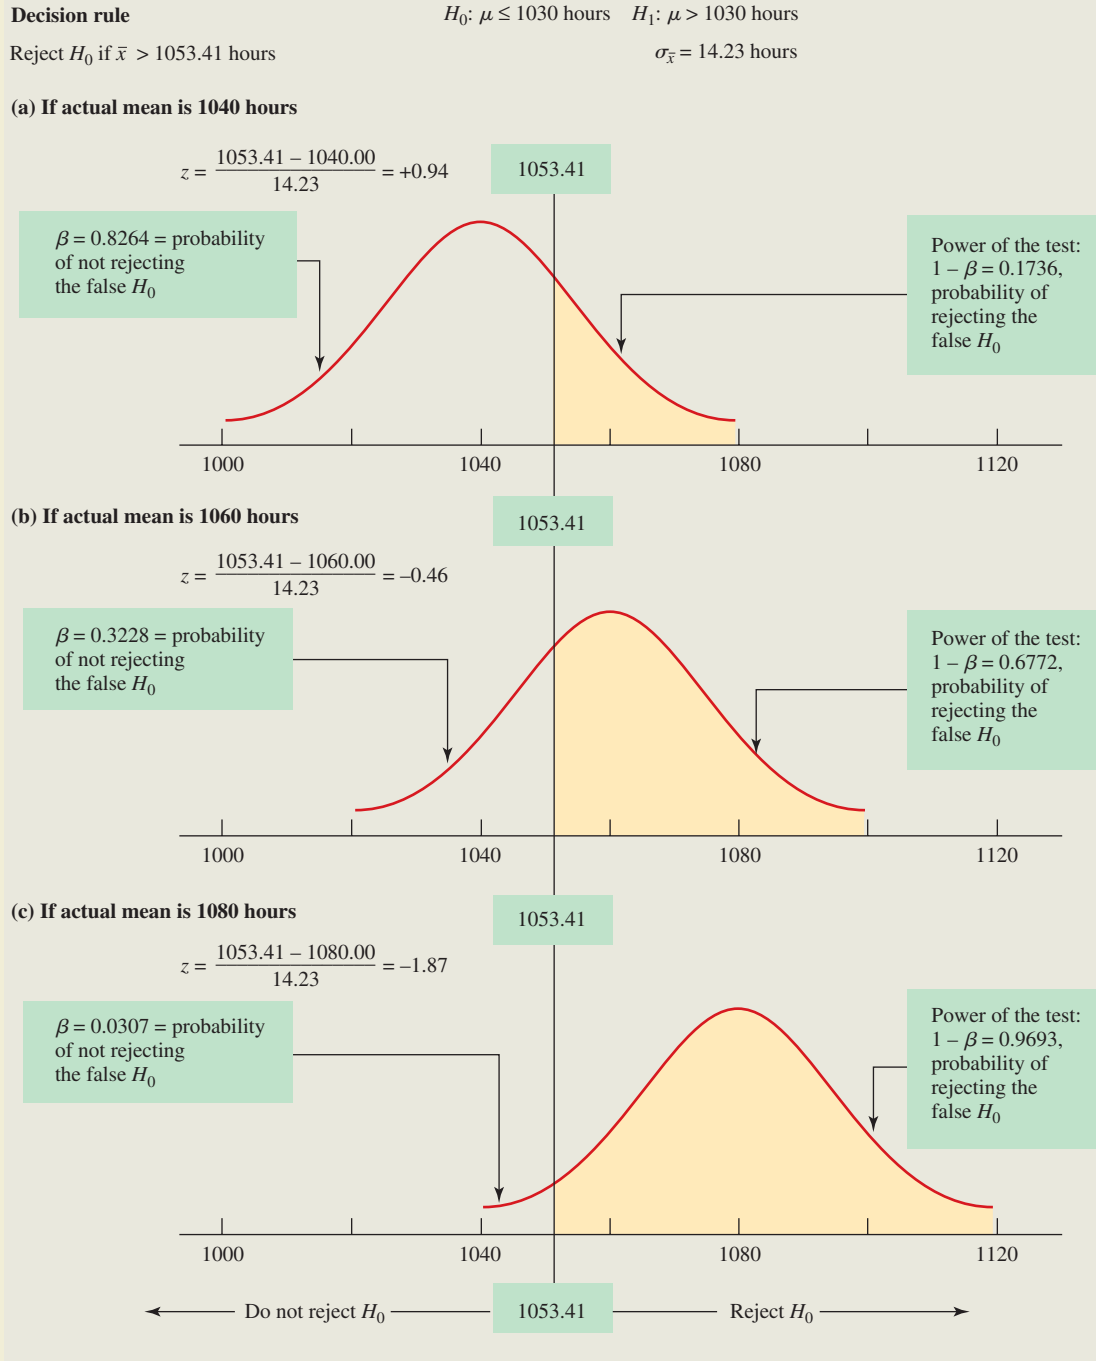 Decision rule
H₀: μ ≤ 1030 hours H₁: μ > 1030 hours
Reject H₀ if x̄ > 1053.41 hours
σx̄ = 14.23 hours
(a) If actual mean is 1040 hours
z = (1053.41 – 1040.00) / 14.23 = +0.94
1053.41
β = 0.8264 = probability
of not rejecting
the false H₀
Power of the test:
1 – β = 0.1736,
probability of
rejecting the
false H₀
1000 1040 1080 1120
(b) If actual mean is 1060 hours
1053.41
z = (1053.41 – 1060.00) / 14.23 = –0.46
β = 0.3228 = probability
of not rejecting
the false H₀
Power of the test:
1 – β = 0.6772,
probability of
rejecting the
false H₀
1000 1040 1080 1120
(c) If actual mean is 1080 hours
1053.41
z = (1053.41 – 1080.00) / 14.23 = –1.87
β = 0.0307 = probability
of not rejecting
the false H₀
Power of the test:
1 – β = 0.9693,
probability of
rejecting the
false H₀
1000 1040 1080 1120
Do not reject H₀ 1053.41 Reject H₀